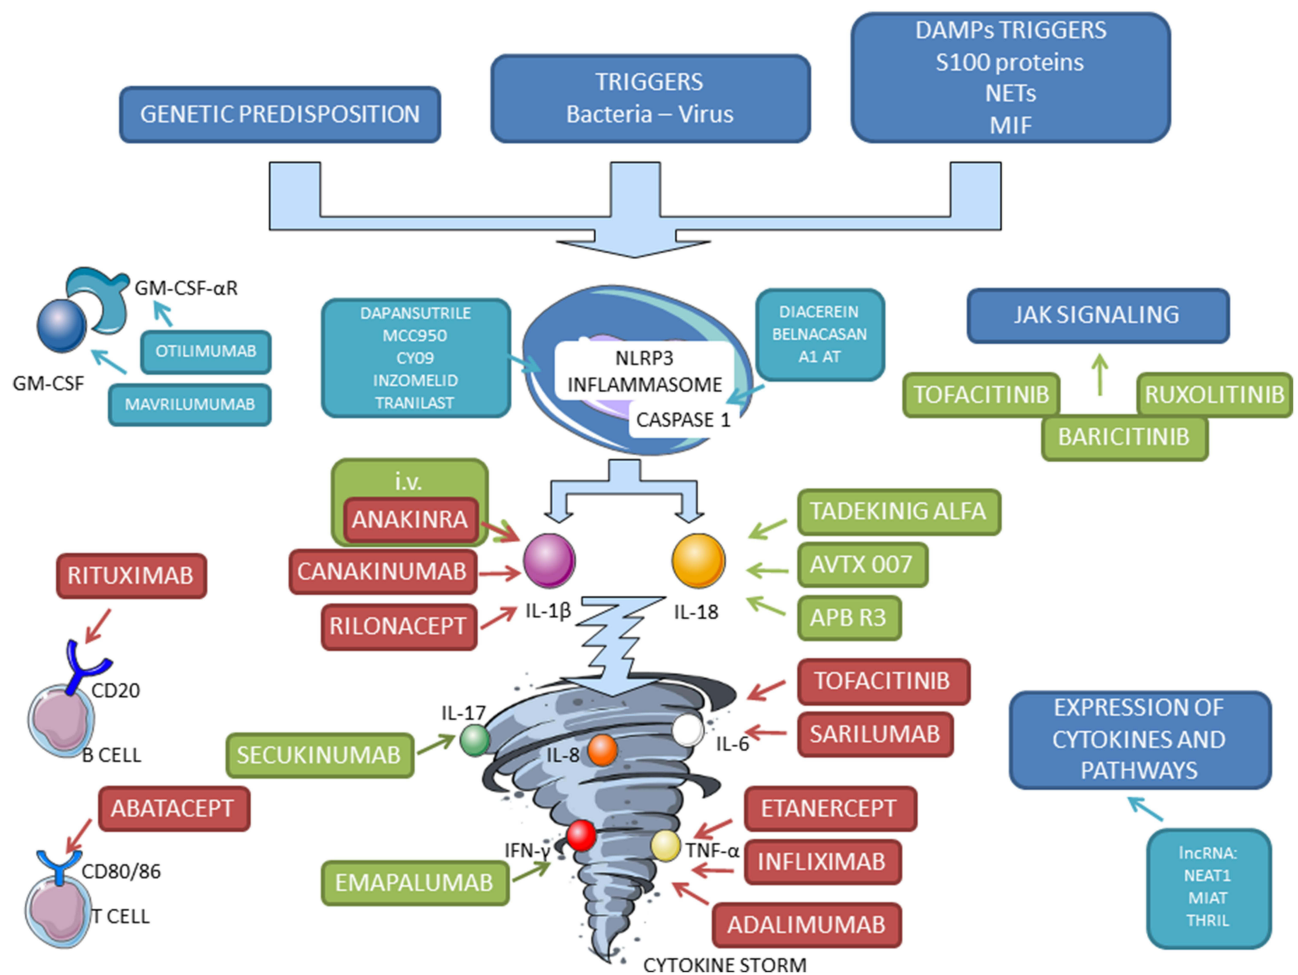 GENETIC PREDISPOSITION
TRIGGERS
Bacteria – Virus
DAMPs TRIGGERS
S100 proteins
NETs
MIF
GM-CSF-αR
OTILIMUMAB
GM-CSF
MAVRILUMUMAB
DAPANSUTRILE
MCC950
CY09
INZOMELID
TRANILAST
NLRP3
INFLAMMASOME
CASPASE 1
DIACEREIN
BELNACASAN
A1 AT
JAK SIGNALING
TOFACITINIB
RUXOLITINIB
BARICITINIB
i.v.
ANAKINRA
CANAKINUMAB
RILONACEPT
IL-1β
IL-18
TADEKINIG ALFA
AVTX 007
APB R3
RITUXIMAB
CD20
B CELL
ABATACEPT
CD80/86
T CELL
SECUKINUMAB
IL-17
IL-8
IL-6
TOFACITINIB
SARILUMAB
EMAPALUMAB
IFN-γ
TNF-α
ETANERCEPT
INFLIXIMAB
ADALIMUMAB
CYTOKINE STORM
EXPRESSION OF
CYTOKINES AND
PATHWAYS
lncRNA:
NEAT1
MIAT
THRIL